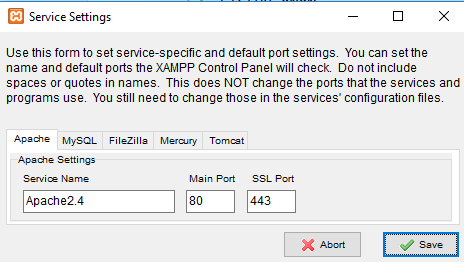 Service Settings
Use this form to set service-specific and default port settings. You can set the
name and default ports the XAMPP Control Panel will check. Do not include
spaces or quotes in names. This does NOT change the ports that the services and
programs use. You still need to change those in the services' configuration files.
Apache MySQL FileZilla Mercury Tomcat
Apache Settings
Service Name Main Port SSL Port
Apache2.4 80 443
Abort Save